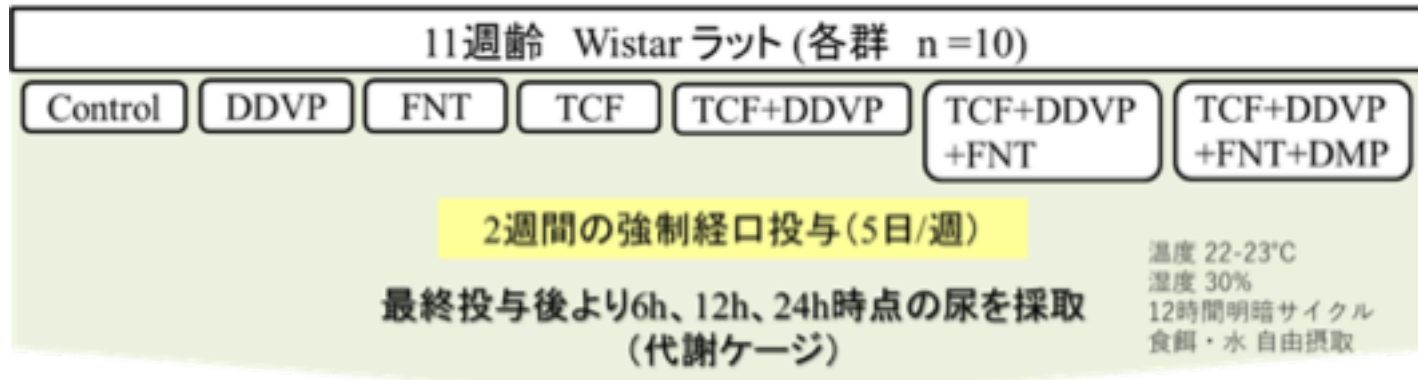 11週齢 Wistar ラット (各群 n =10)
Control
DDVP
FNT
TCF
TCF+DDVP
TCF+DDVP
+FNT
TCF+DDVP
+FNT+DMP
2週間の強制経口投与(5日/週)
最終投与後より6h、12h、24h時点の尿を採取
(代謝ケージ)
温度 22-23°C
湿度 30%
12時間明暗サイクル
食餌・水 自由摂取